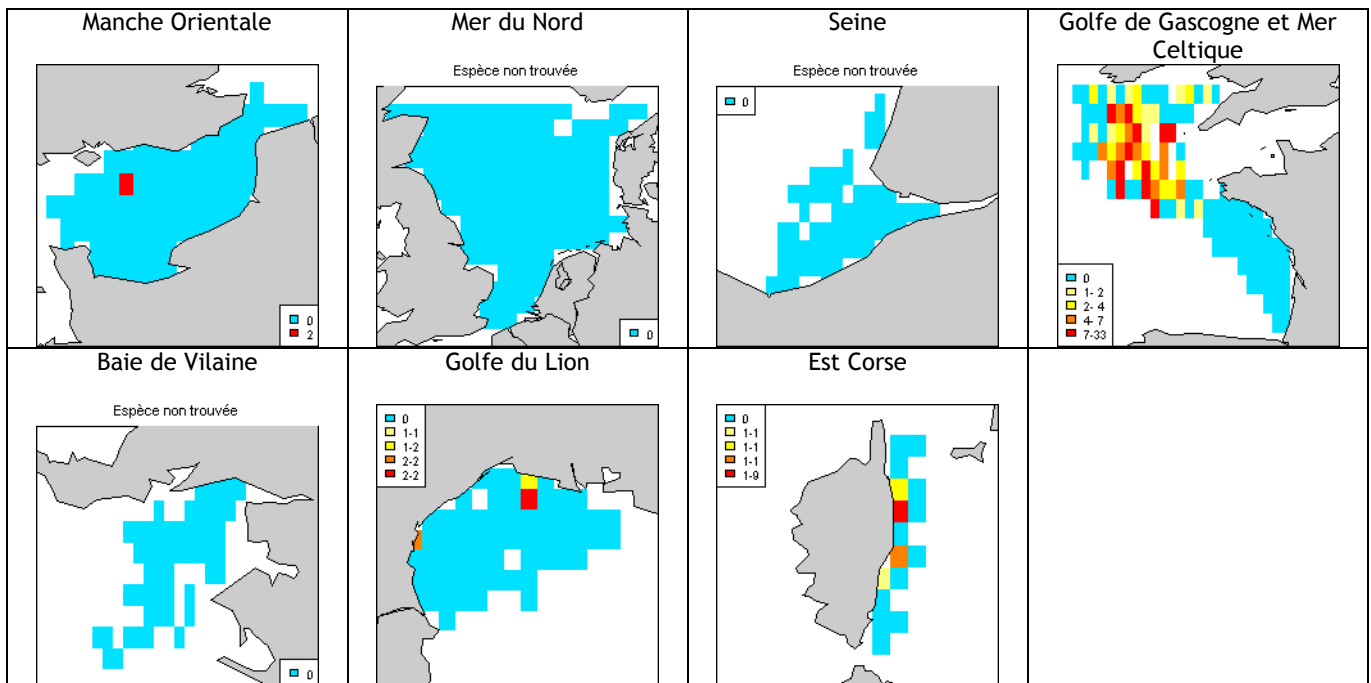 Manche Orientale
0
2
Mer du Nord
Espèce non trouvée
0
Seine
Espèce non trouvée
0
Golfe de Gascogne et Mer
Celtique
0
1- 2
2- 4
4- 7
7-33
Baie de Vilaine
Espèce non trouvée
0
Golfe du Lion
0
1-1
1-2
2-2
2-2
Est Corse
0
1-1
1-1
1-1
1-9